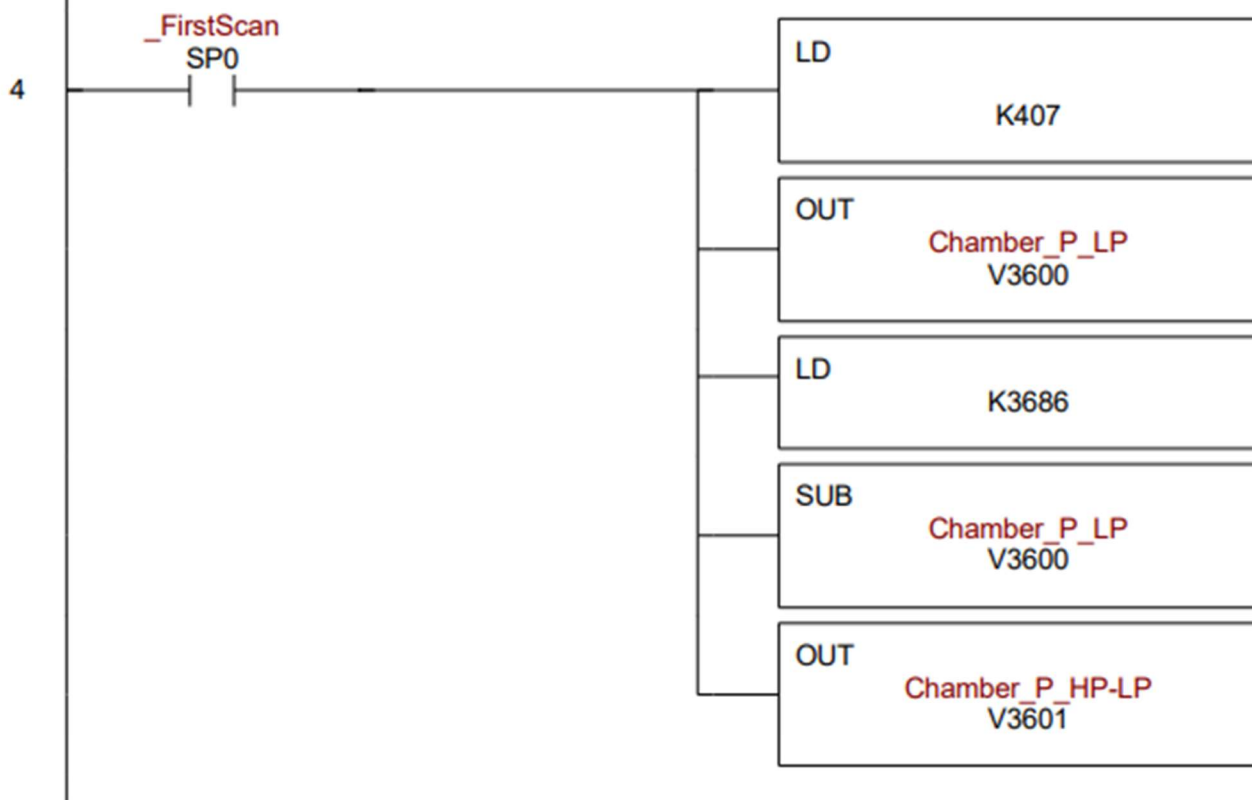 _FirstScan
SP0
4
LD
K407
OUT
Chamber_P_LP
V3600
LD
K3686
SUB
Chamber_P_LP
V3600
OUT
Chamber_P_HP-LP
V3601